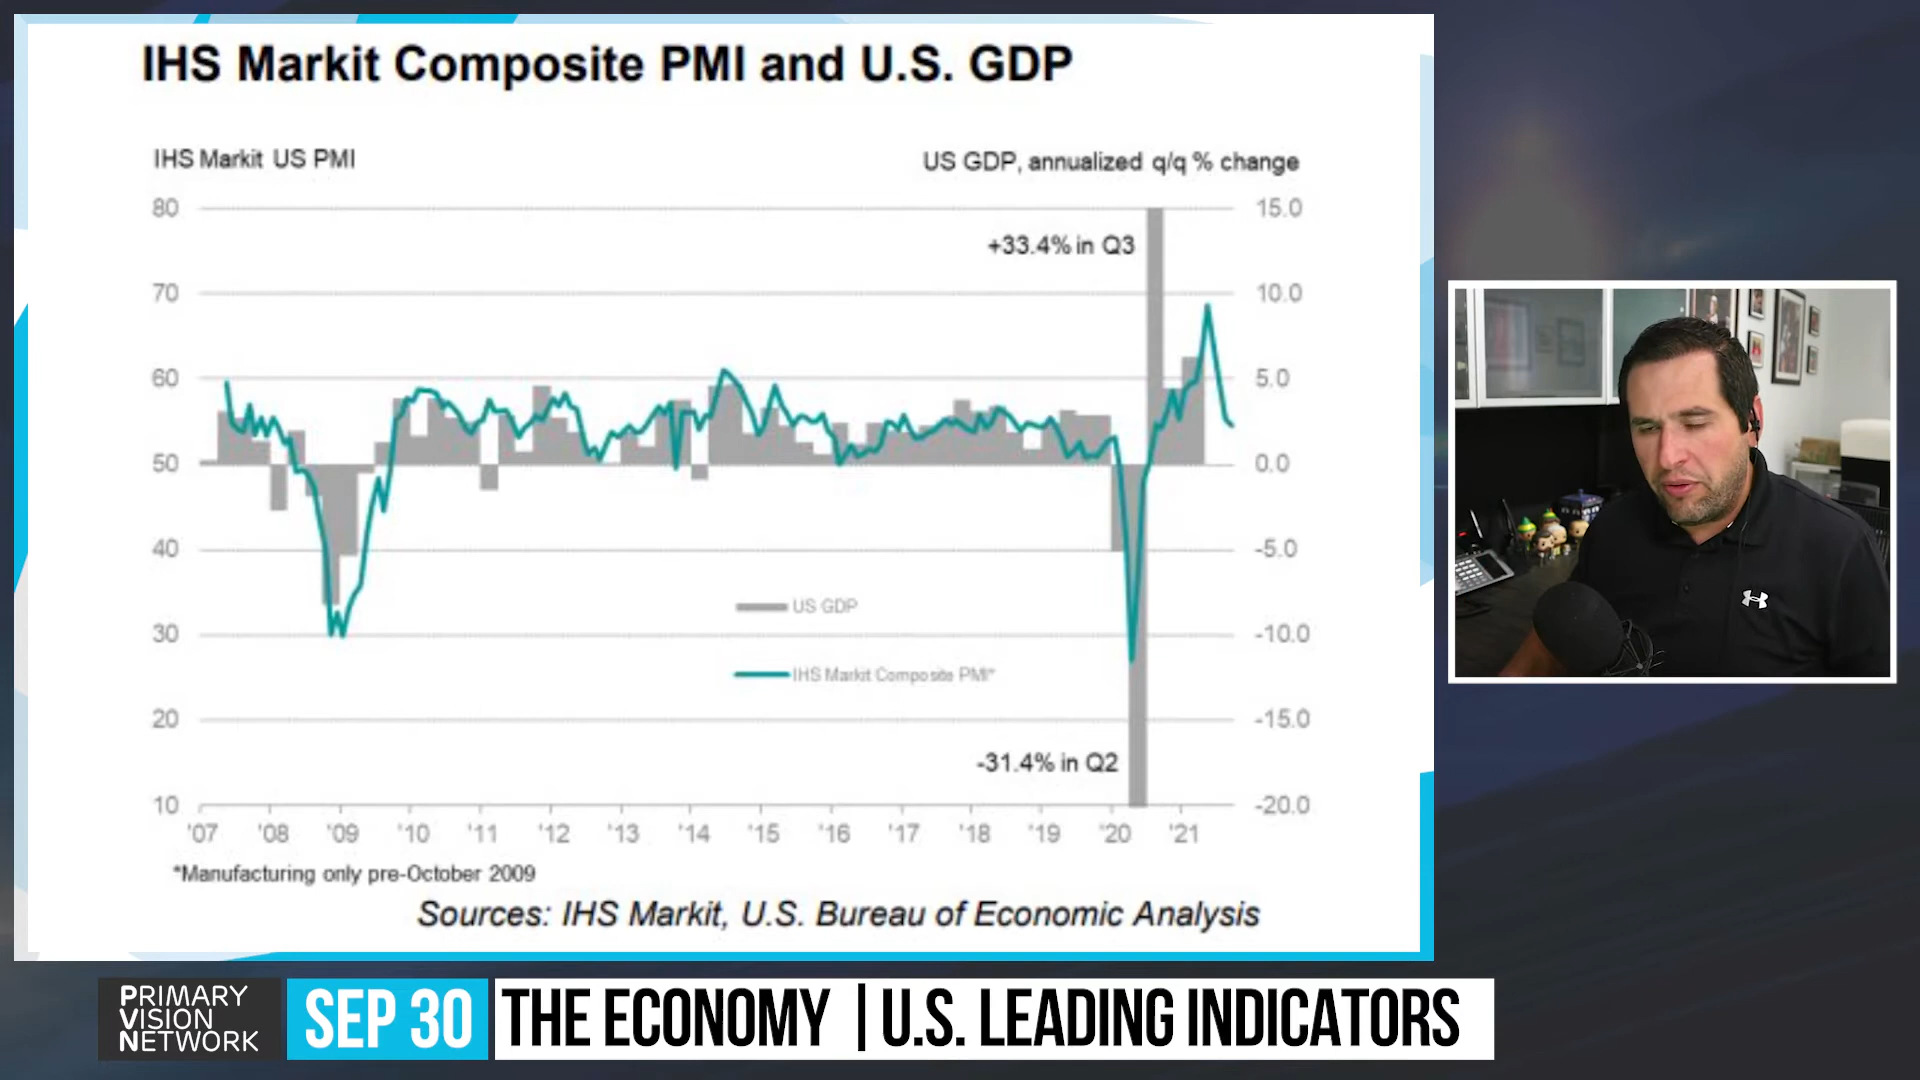 IHS Markit Composite PMI and U.S. GDP
IHS Markit US PMI
US GDP, annualized q/q % change
80
15.0
+33.4% in Q3
70
10.0
60
5.0
50
0.0
40
-5.0
US GDP
30
-10.0
IHS Markit Composite PMI*
20
-15.0
-31.4% in Q2
10
-20.0
'07 '08 '09 '10 '11 '12 '13 '14 '15 '16 '17 '18 '19 '20 '21
*Manufacturing only pre-October 2009
Sources: IHS Markit, U.S. Bureau of Economic Analysis
PRIMARY
VISION
NETWORK
SEP 30
THE ECONOMY | U.S. LEADING INDICATORS